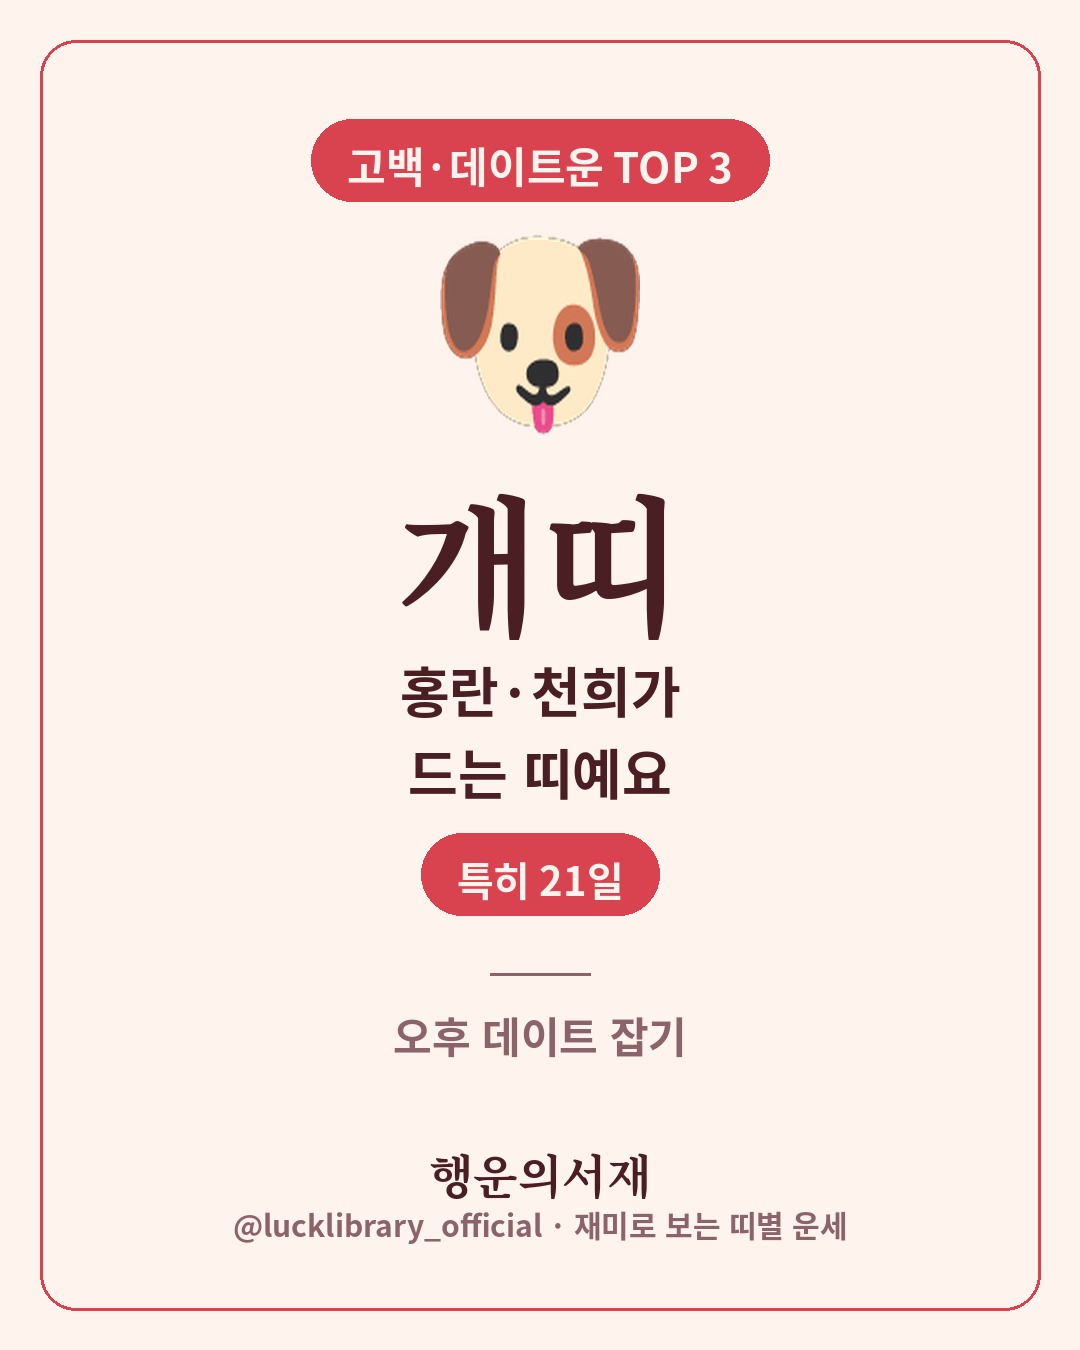 고백·데이트운 TOP 3
개띠
홍란·천희가
드는 띠예요
특히 21일
오후 데이트 잡기
행운의서재
@lucklibrary_official · 재미로 보는 띠별 운세